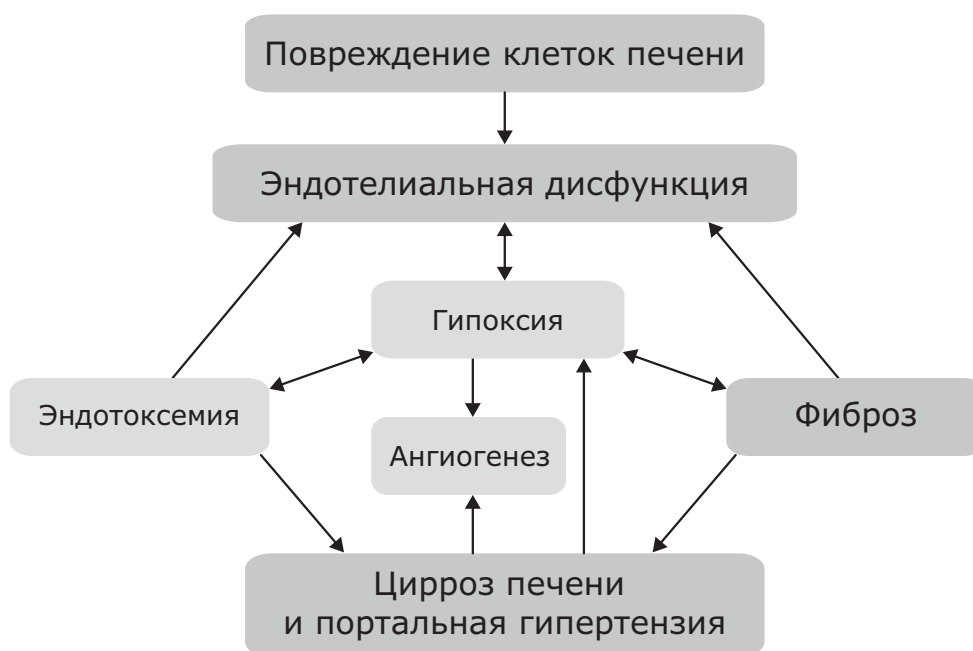 Повреждение клеток печени
Эндотелиальная дисфункция
Гипоксия
Эндотоксемия
Фиброз
Ангиогенез
Цирроз печени
и портальная гипертензия